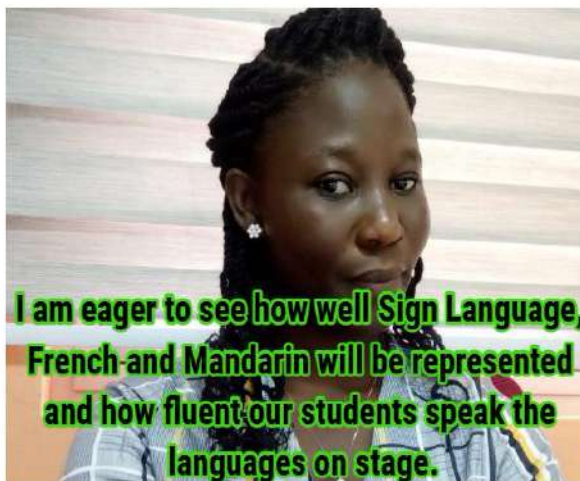 I am eager to see how well Sign Language,
French and Mandarin will be represented
and how fluent our students speak the
languages on stage.